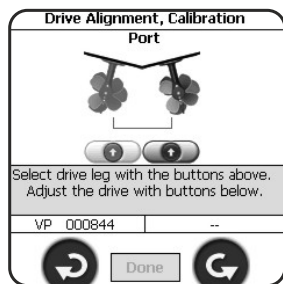 Drive Alignment, Calibration
Port
Select drive leg with the buttons above.
Adjust the drive with buttons below.
VP 000844 --
Done